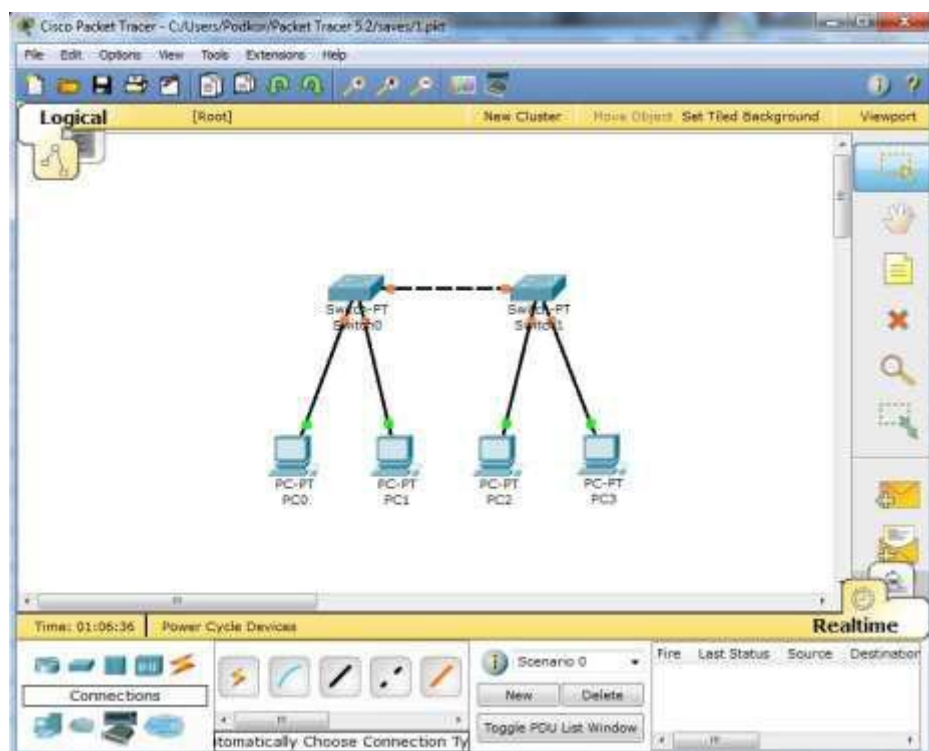 Cisco Packet Tracer - C:/Users/Podkor/Packet Tracer 5.2/saves/1.pkt
File Edit Options View Tools Extensions Help
Logical [Root] New Cluster Move Object Set Tiled Background Viewport
Switch-PT
Switch0
Switch-PT
Switch1
PC-PT
PC0
PC-PT
PC1
PC-PT
PC2
PC-PT
PC3
Time: 01:06:36 Power Cycle Devices Realtime
Connections
Scenario 0
New Delete
Toggle PDU List Window
Fire Last Status Source Destination
tomatically Choose Connection Ty